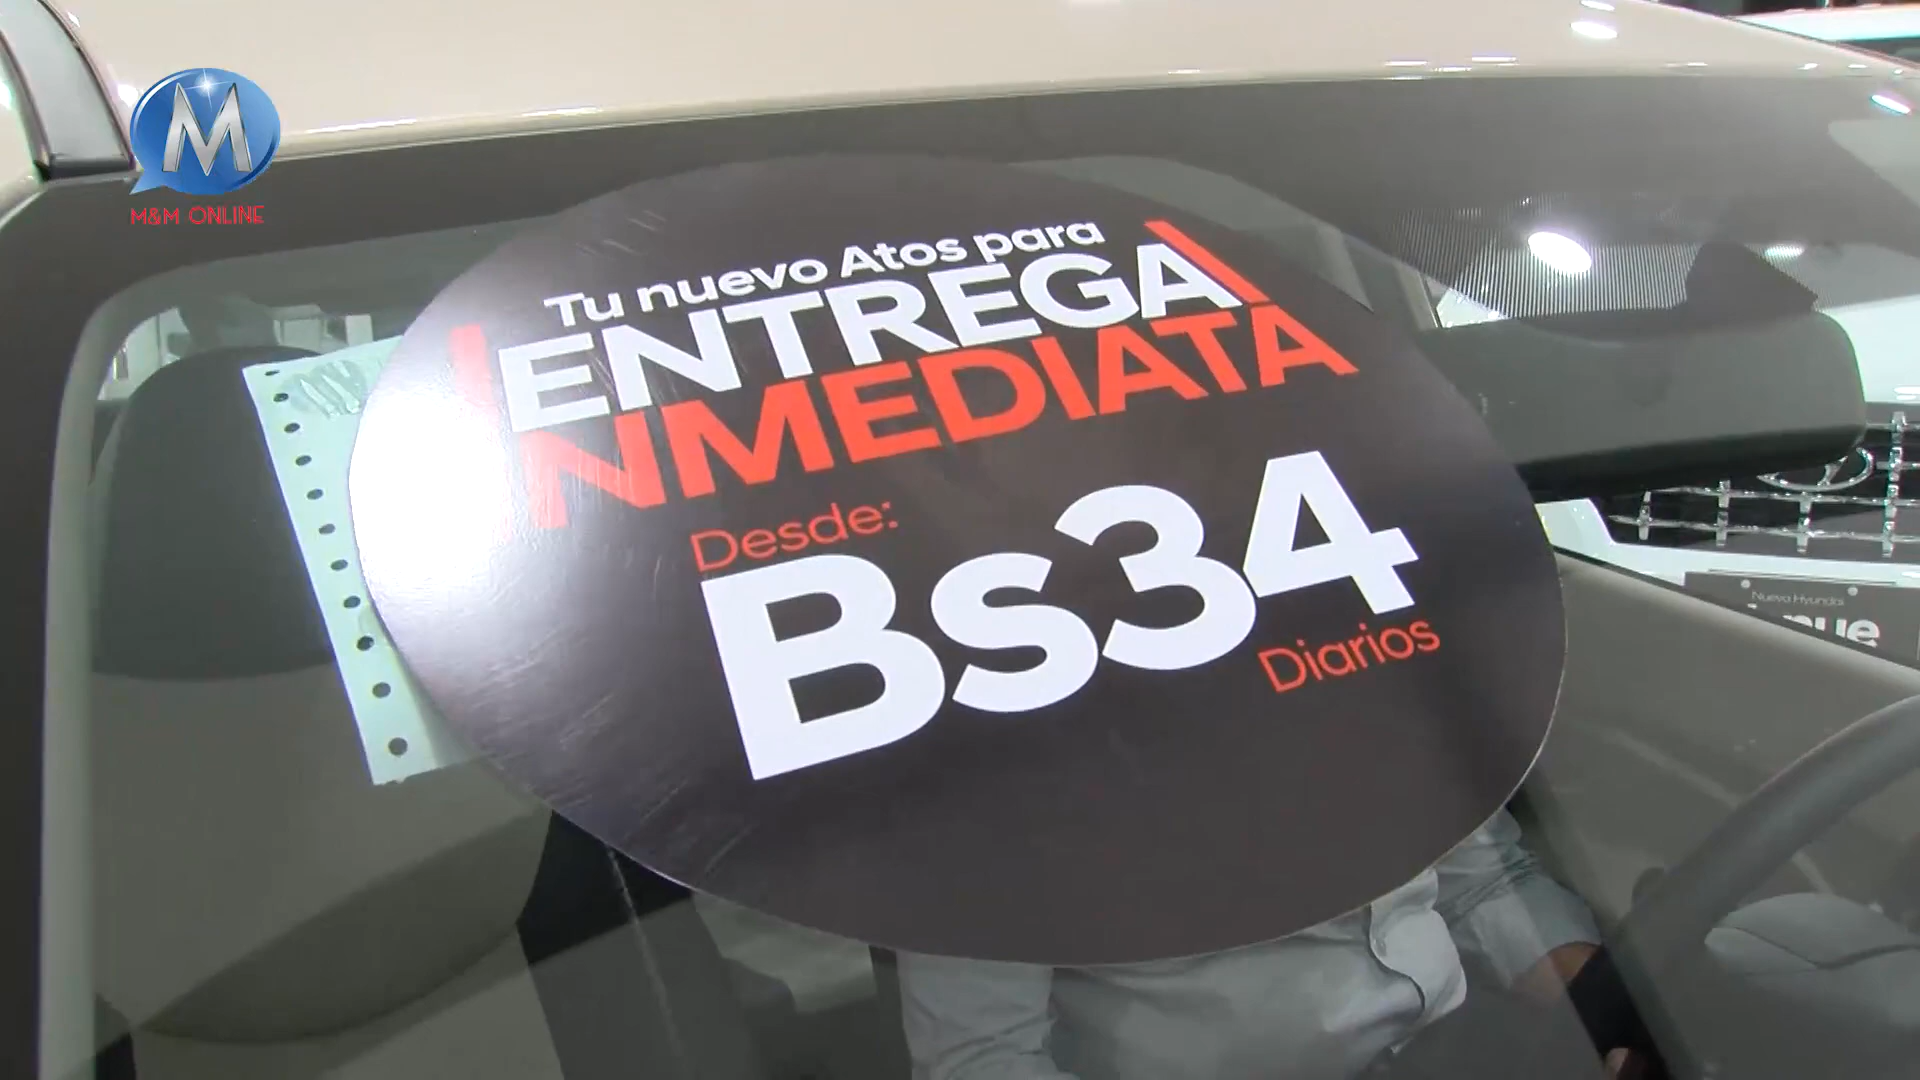 M
M&M ONLINE
Tu nuevo Atos para
ENTREGA
INMEDIATA
Desde:
Bs34
Diarios
Nueva Hyundai